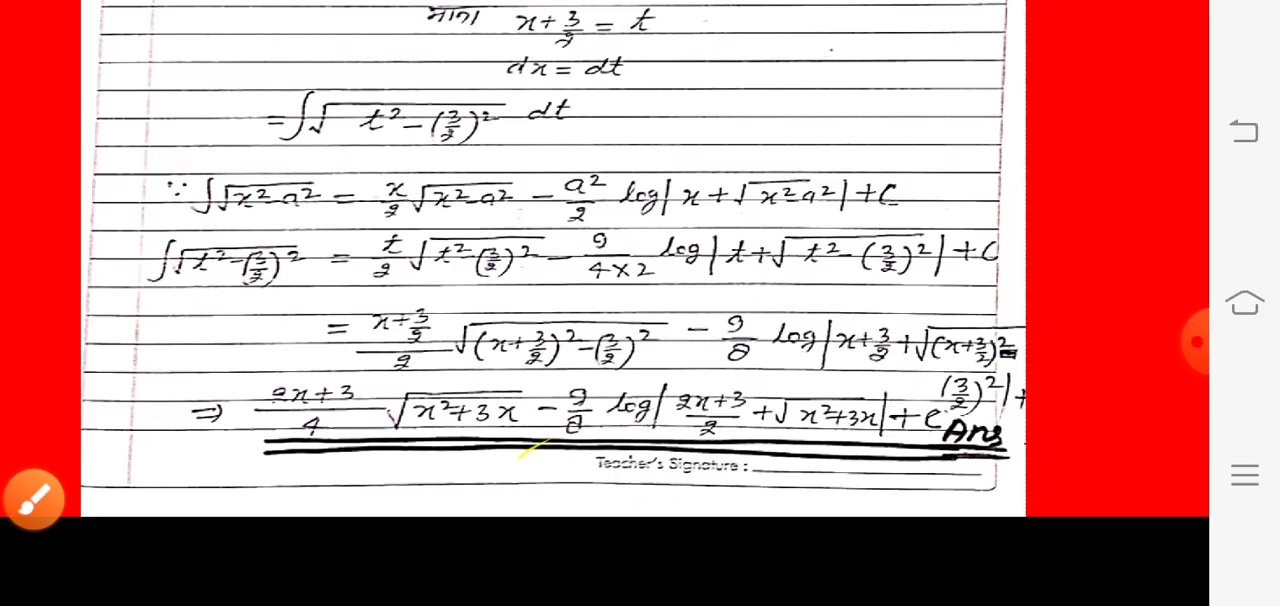 माना x + 3/2 = t
dx = dt
= ∫√ t² − (3/2)² dt
∵ ∫√x² − a² = x/2 √x² − a² − a²/2 log|x + √x² a²| + C
∫√t² − (3/2)² = t/2 √t² − (3/2)² − 9/4×2 log|t + √t² − (3/2)²| + C
= x + 3/2 / 2 √(x + 3/2)² − (3/2)² − 9/8 log|x + 3/2 + √(x + 3/2)² −
(3/2)²| +
⇒ 2x + 3 / 4 √x² + 3x − 9/8 log|2x + 3 / 2 + √x² + 3x| + C Ans
Teacher's Signature :